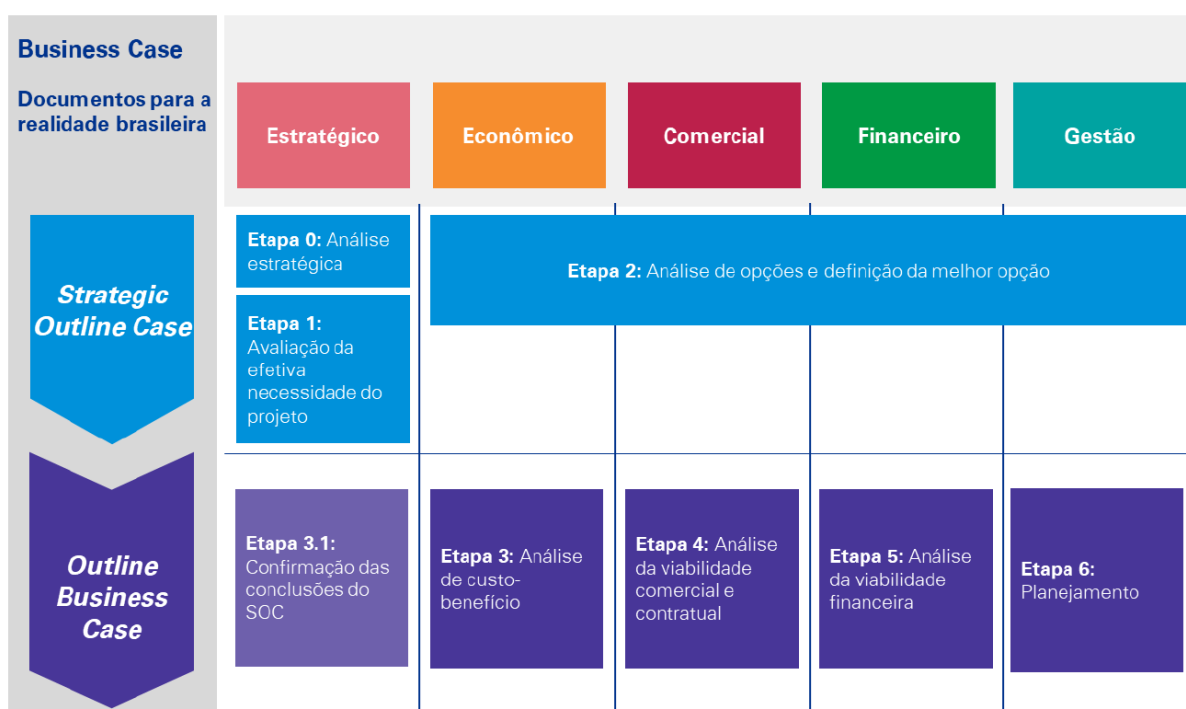 Business Case
Documentos para a
realidade brasileira
Estratégico
Econômico
Comercial
Financeiro
Gestão
Strategic
Outline Case
Etapa 0: Análise
estratégica
Etapa 1:
Avaliação da
efetiva
necessidade do
projeto
Etapa 2: Análise de opções e definição da melhor opção
Outline
Business
Case
Etapa 3.1:
Confirmação das
conclusões do
SOC
Etapa 3: Análise
de custo-
benefício
Etapa 4: Análise
da viabilidade
comercial e
contratual
Etapa 5: Análise
da viabilidade
financeira
Etapa 6:
Planejamento